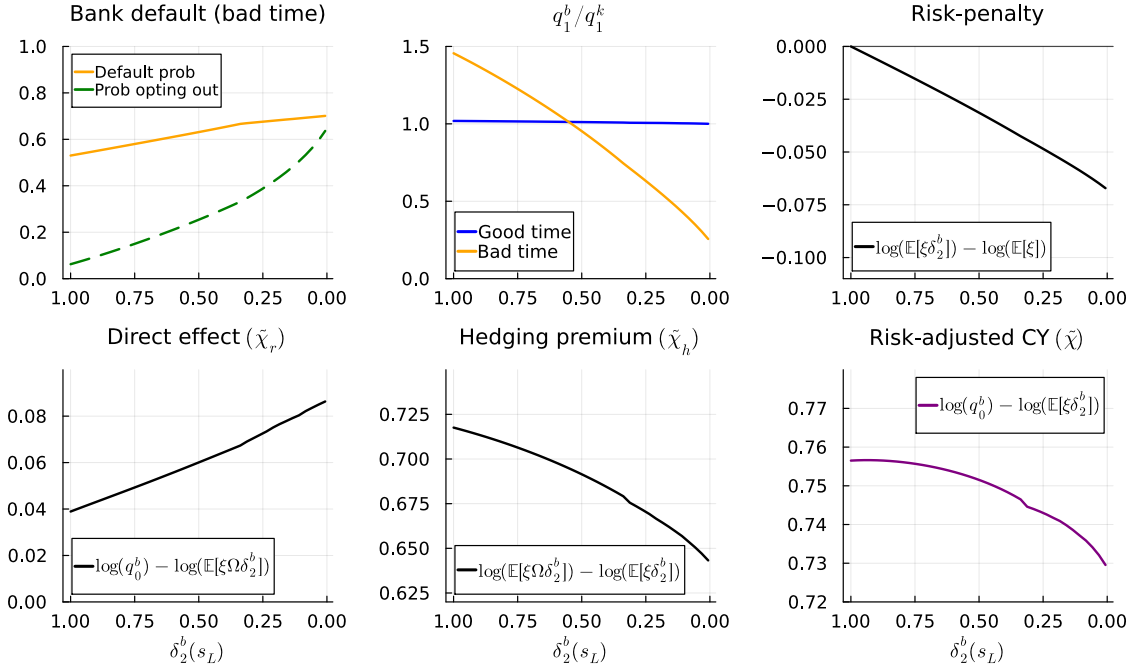 Bank default (bad time)
1.0
0.8
0.6
0.4
0.2
0.0
Default prob
Prob opting out
1.00 0.75 0.50 0.25 0.00
q_1^b/q_1^k
1.5
1.0
0.5
0.0
Good time
Bad time
1.00 0.75 0.50 0.25 0.00
Risk-penalty
0.000
−0.025
−0.050
−0.075
−0.100
log(𝔼[ξδ_2^b]) − log(𝔼[ξ])
1.00 0.75 0.50 0.25 0.00
Direct effect (χ̃_r)
0.08
0.06
0.04
0.02
0.00
log(q_0^b) − log(𝔼[ξΩδ_2^b])
1.00 0.75 0.50 0.25 0.00
δ_2^b(s_L)
Hedging premium (χ̃_h)
0.725
0.700
0.675
0.650
0.625
log(𝔼[ξΩδ_2^b]) − log(𝔼[ξδ_2^b])
1.00 0.75 0.50 0.25 0.00
δ_2^b(s_L)
Risk-adjusted CY (χ̃)
log(q_0^b) − log(𝔼[ξδ_2^b])
0.77
0.76
0.75
0.74
0.73
0.72
1.00 0.75 0.50 0.25 0.00
δ_2^b(s_L)